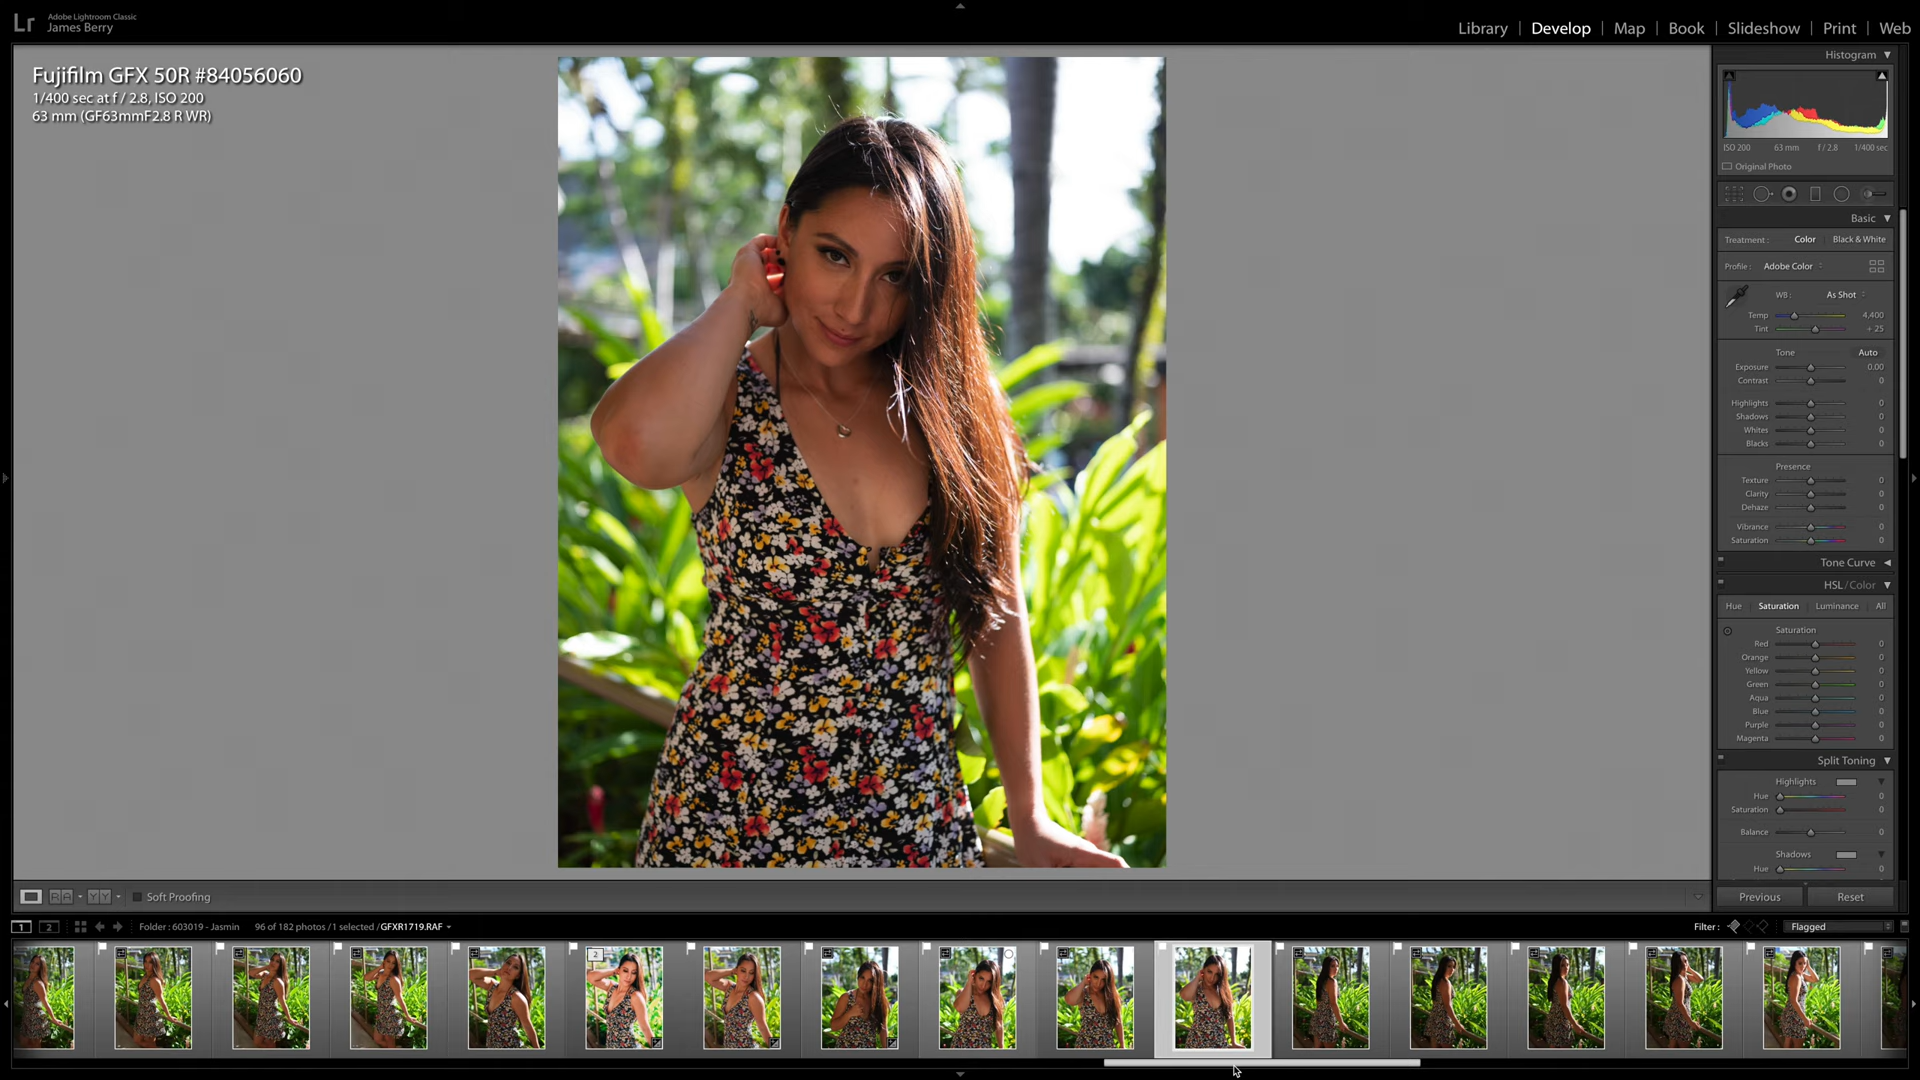 Lr
Adobe Lightroom Classic
James Berry
Library | Develop | Map | Book | Slideshow | Print | Web
Fujifilm GFX 50R #84056060
1/400 sec at f / 2.8, ISO 200
63 mm (GF63mmF2.8 R WR)
Histogram
ISO 200 63 mm f / 2.8 1/400 sec
Original Photo
Basic
Treatment : Color Black & White
Profile : Adobe Color
WB : As Shot
Temp 4,400
Tint + 25
Tone Auto
Exposure 0.00
Contrast 0
Highlights 0
Shadows 0
Whites 0
Blacks 0
Presence
Texture 0
Clarity 0
Dehaze 0
Vibrance 0
Saturation 0
Tone Curve
HSL / Color
Hue Saturation Luminance All
Saturation
Red 0
Orange 0
Yellow 0
Green 0
Aqua 0
Blue 0
Purple 0
Magenta 0
Split Toning
Highlights
Hue 0
Saturation 0
Balance 0
Shadows
Hue 0
RA YY Soft Proofing
Previous Reset
1 2 Folder : 603019 - Jasmin 96 of 182 photos / 1 selected / GFXR1719.RAF Filter : Flagged
2